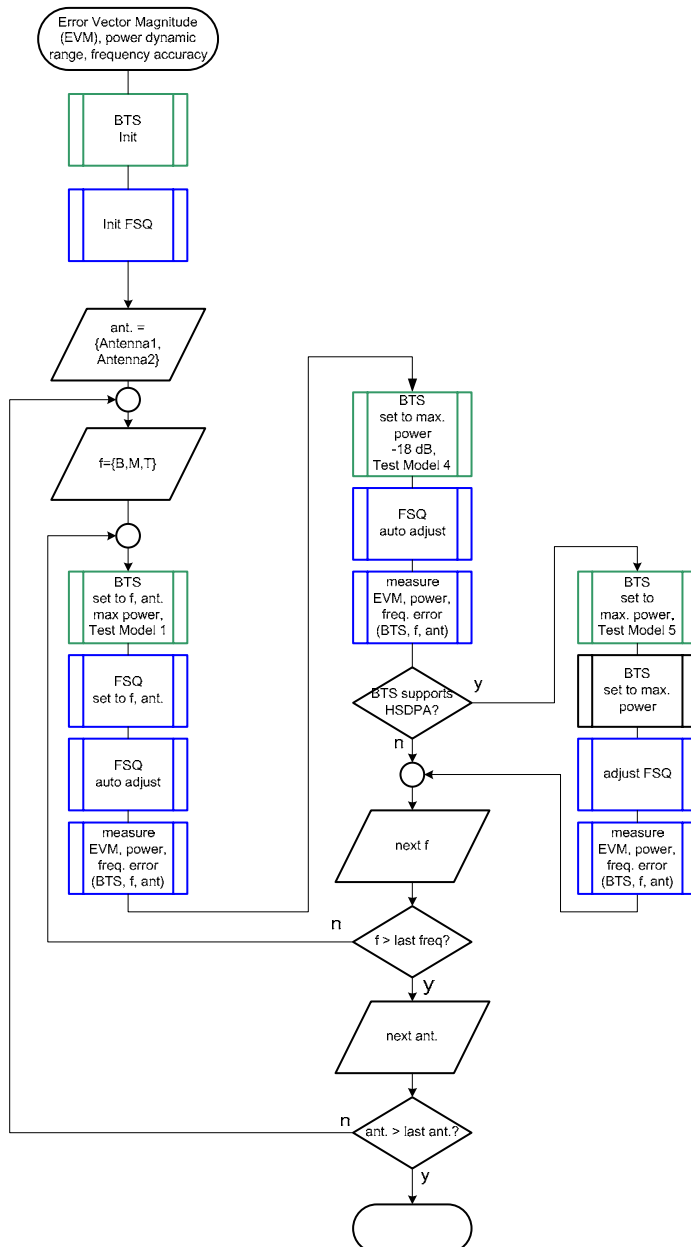 Error Vector Magnitude
(EVM), power dynamic
range, frequency accuracy
BTS
Init
Init FSQ
ant. =
{Antenna1,
Antenna2}
f={B,M,T}
BTS
set to f, ant.
max power,
Test Model 1
FSQ
set to f, ant.
FSQ
auto adjust
measure
EVM, power,
freq. error
(BTS, f, ant)
BTS
set to max.
power
-18 dB,
Test Model 4
FSQ
auto adjust
measure
EVM, power,
freq. error
(BTS, f, ant)
BTS supports
HSDPA?
y
n
BTS
set to
max. power,
Test Model 5
BTS
set to max.
power
adjust FSQ
measure
EVM, power,
freq. error
(BTS, f, ant)
next f
f > last freq?
n
y
next ant.
ant. > last ant.?
n
y